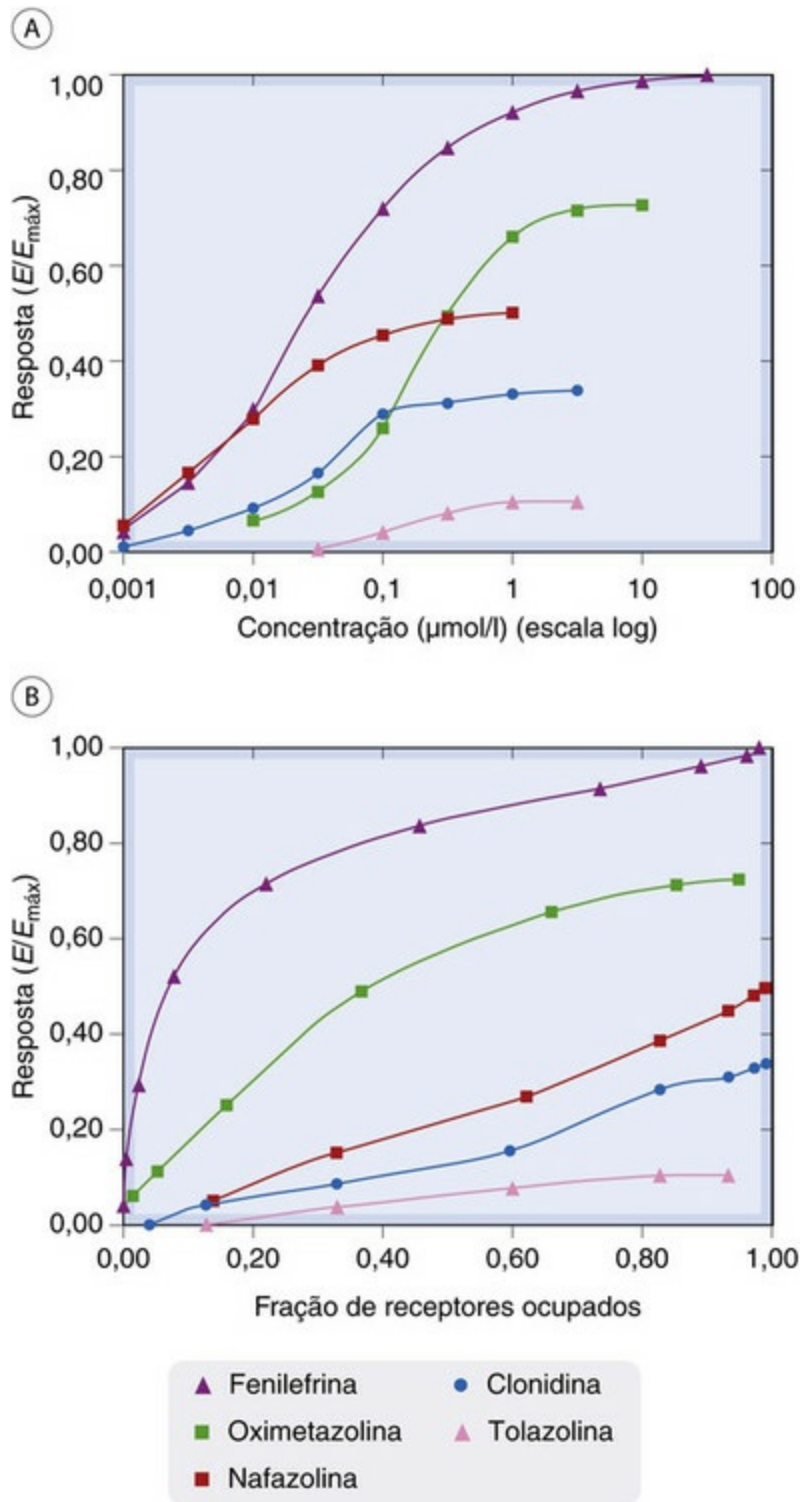 A
1,00
0,80
0,60
0,40
0,20
0,00
Resposta (E/Emáx)
0,001 0,01 0,1 1 10 100
Concentração (µmol/l) (escala log)
B
1,00
0,80
0,60
0,40
0,20
0,00
Resposta (E/Emáx)
0,00 0,20 0,40 0,60 0,80 1,00
Fração de receptores ocupados
Fenilefrina Clonidina
Oximetazolina Tolazolina
Nafazolina